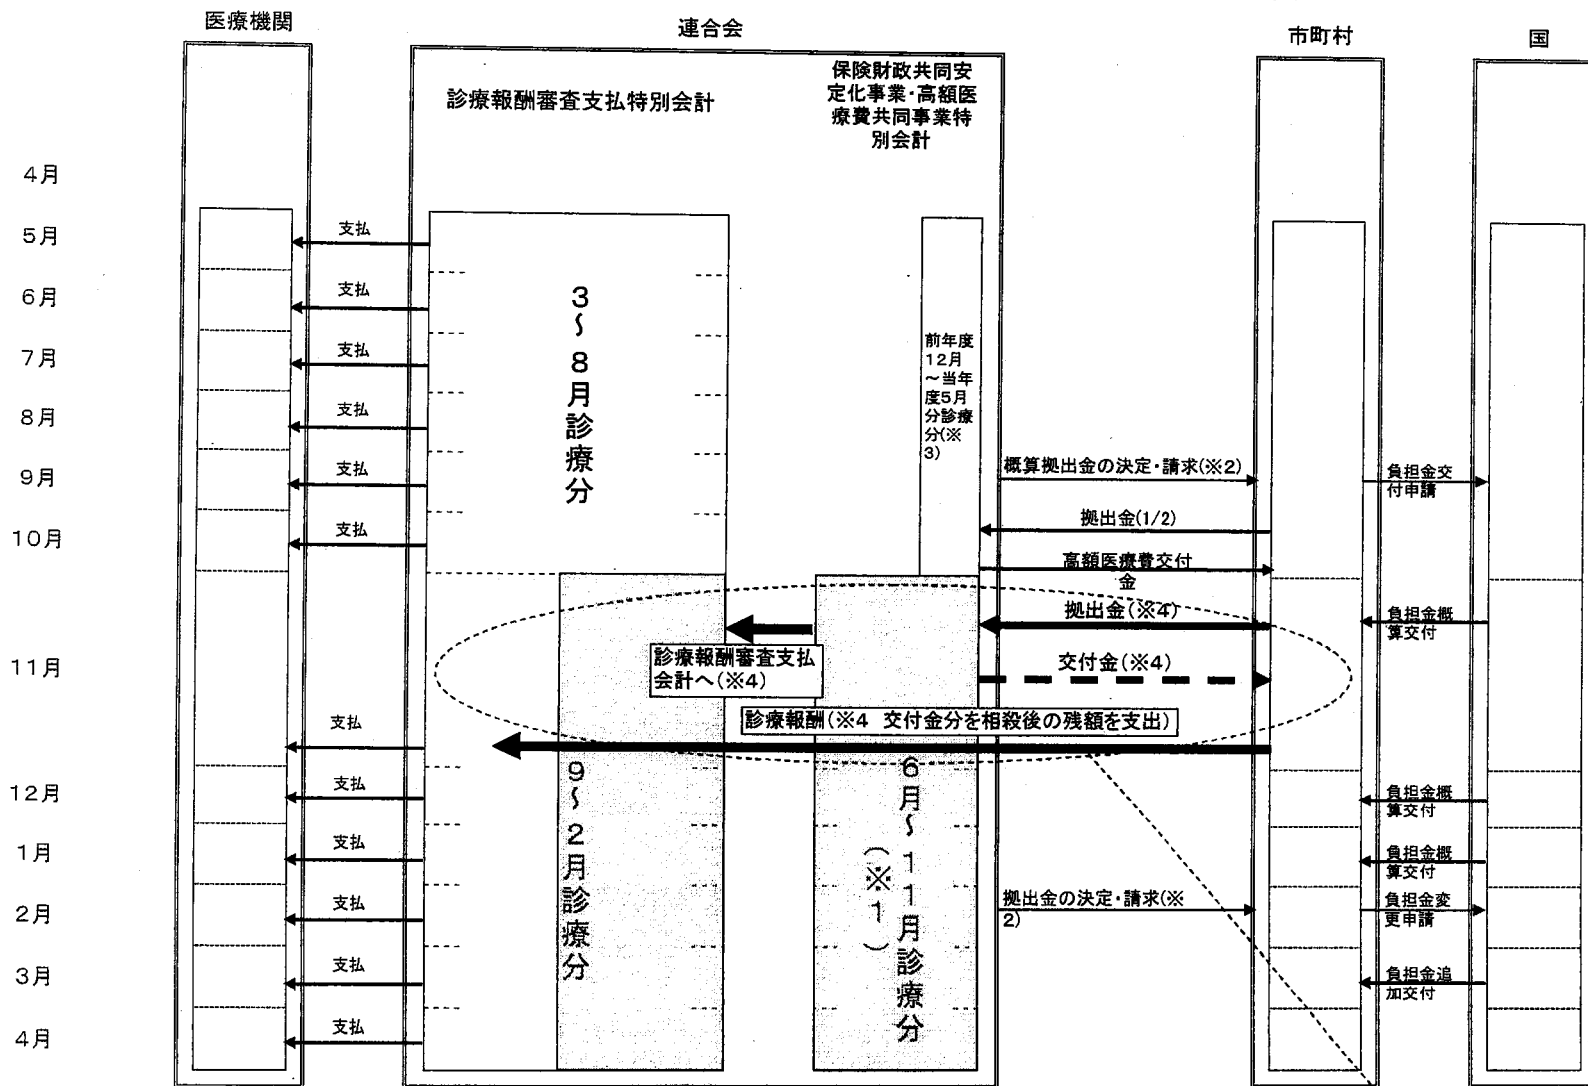 医療機関
連合会
市町村
国
診療報酬審査支払特別会計
保険財政共同安
定化事業・高額医
療費共同事業特
別会計
4月
5月
支払
6月
支払
7月
支払
8月
支払
9月
支払
10月
支払
3~8月診療分
前年度
12月
~当年
度5月
分診療
分(※
3)
概算拠出金の決定・請求(※2)
負担金交
付申請
拠出金(1/2)
高額医療費交付
金
拠出金(※4)
負担金概
算交付
11月
診療報酬審査支払
会計へ(※4)
交付金(※4)
診療報酬(※4 交付金分を相殺後の残額を支出)
支払
12月
支払
負担金概
算交付
1月
支払
負担金概
算交付
9~2月診療分
6月~11月診療分
(※1)
2月
支払
拠出金の決定・請求(※
2)
負担金変
更申請
3月
支払
負担金追
加交付
4月
支払